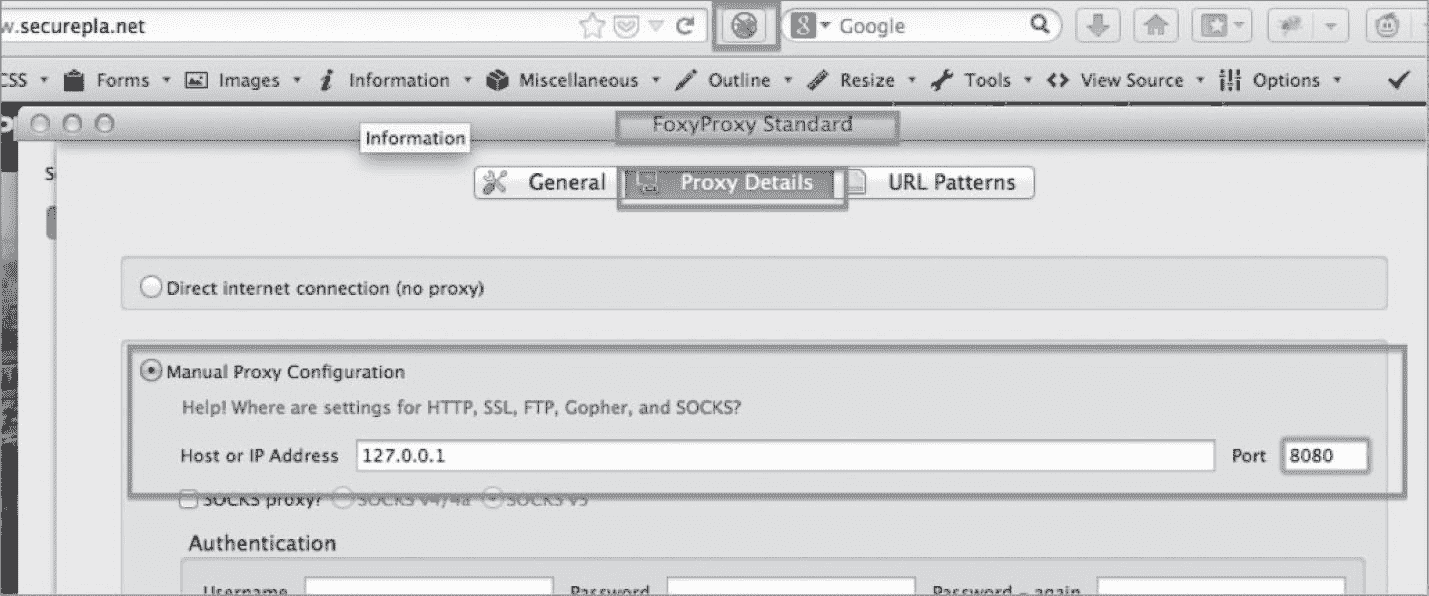 w.securepla.net Google
CSS Forms Images Information Miscellaneous Outline Resize Tools View Source Options
FoxyProxy Standard
Information
General Proxy Details URL Patterns
Direct internet connection (no proxy)
Manual Proxy Configuration
Help! Where are settings for HTTP, SSL, FTP, Gopher, and SOCKS?
Host or IP Address 127.0.0.1 Port 8080
SOCKS proxy? SOCKS v4/4a SOCKS v5
Authentication
Username Password Password - again